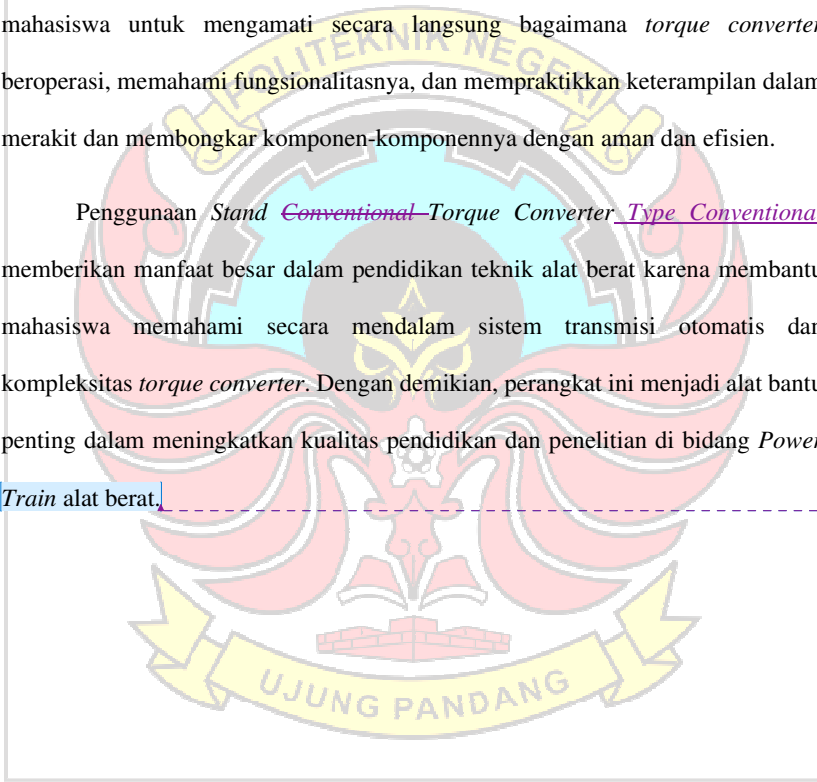 mahasiswa untuk mengamati secara langsung bagaimana torque converter
POLITEKNIK NEGERI
beroperasi, memahami fungsionalitasnya, dan mempraktikkan keterampilan dalam
merakit dan membongkar komponen-komponennya dengan aman dan efisien.
Penggunaan Stand Conventional Torque Converter Type Conventiona
memberikan manfaat besar dalam pendidikan teknik alat berat karena membantu
mahasiswa memahami secara mendalam sistem transmisi otomatis dan
kompleksitas torque converter. Dengan demikian, perangkat ini menjadi alat bantu
penting dalam meningkatkan kualitas pendidikan dan penelitian di bidang Power
Train alat berat.
UJUNG PANDANG